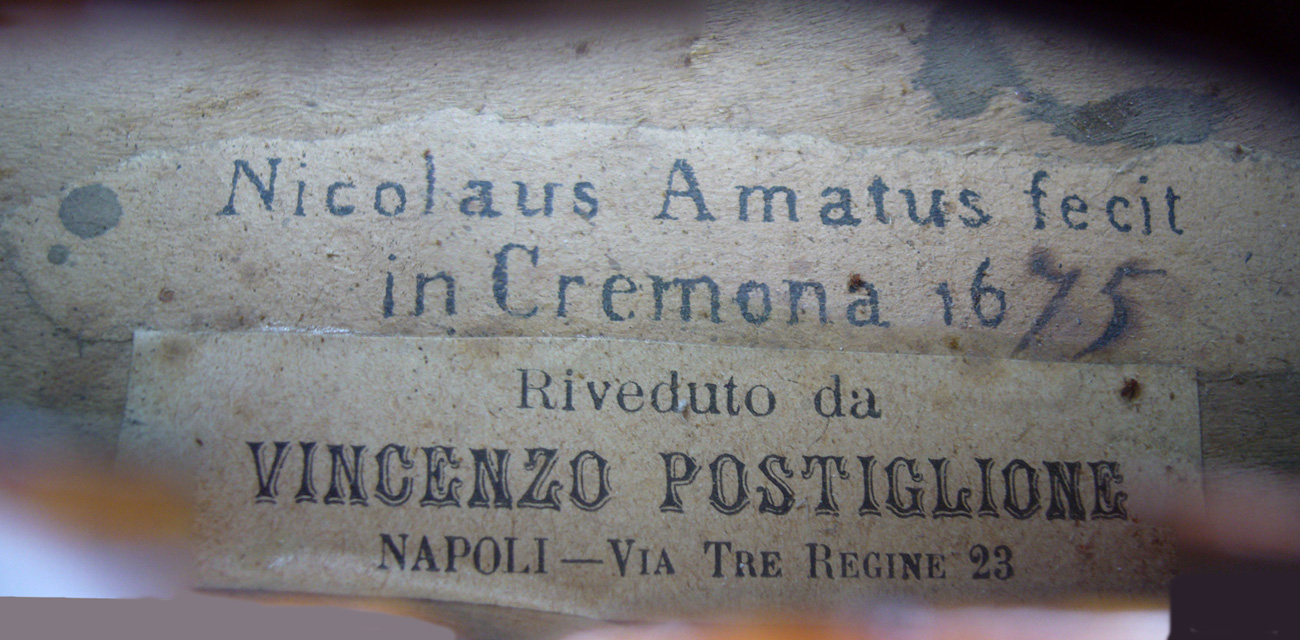 Nicolaus Amatus fecit
in Cremona 1675
Riveduto da
VINCENZO POSTIGLIONE
NAPOLI — VIA TRE REGINE 23